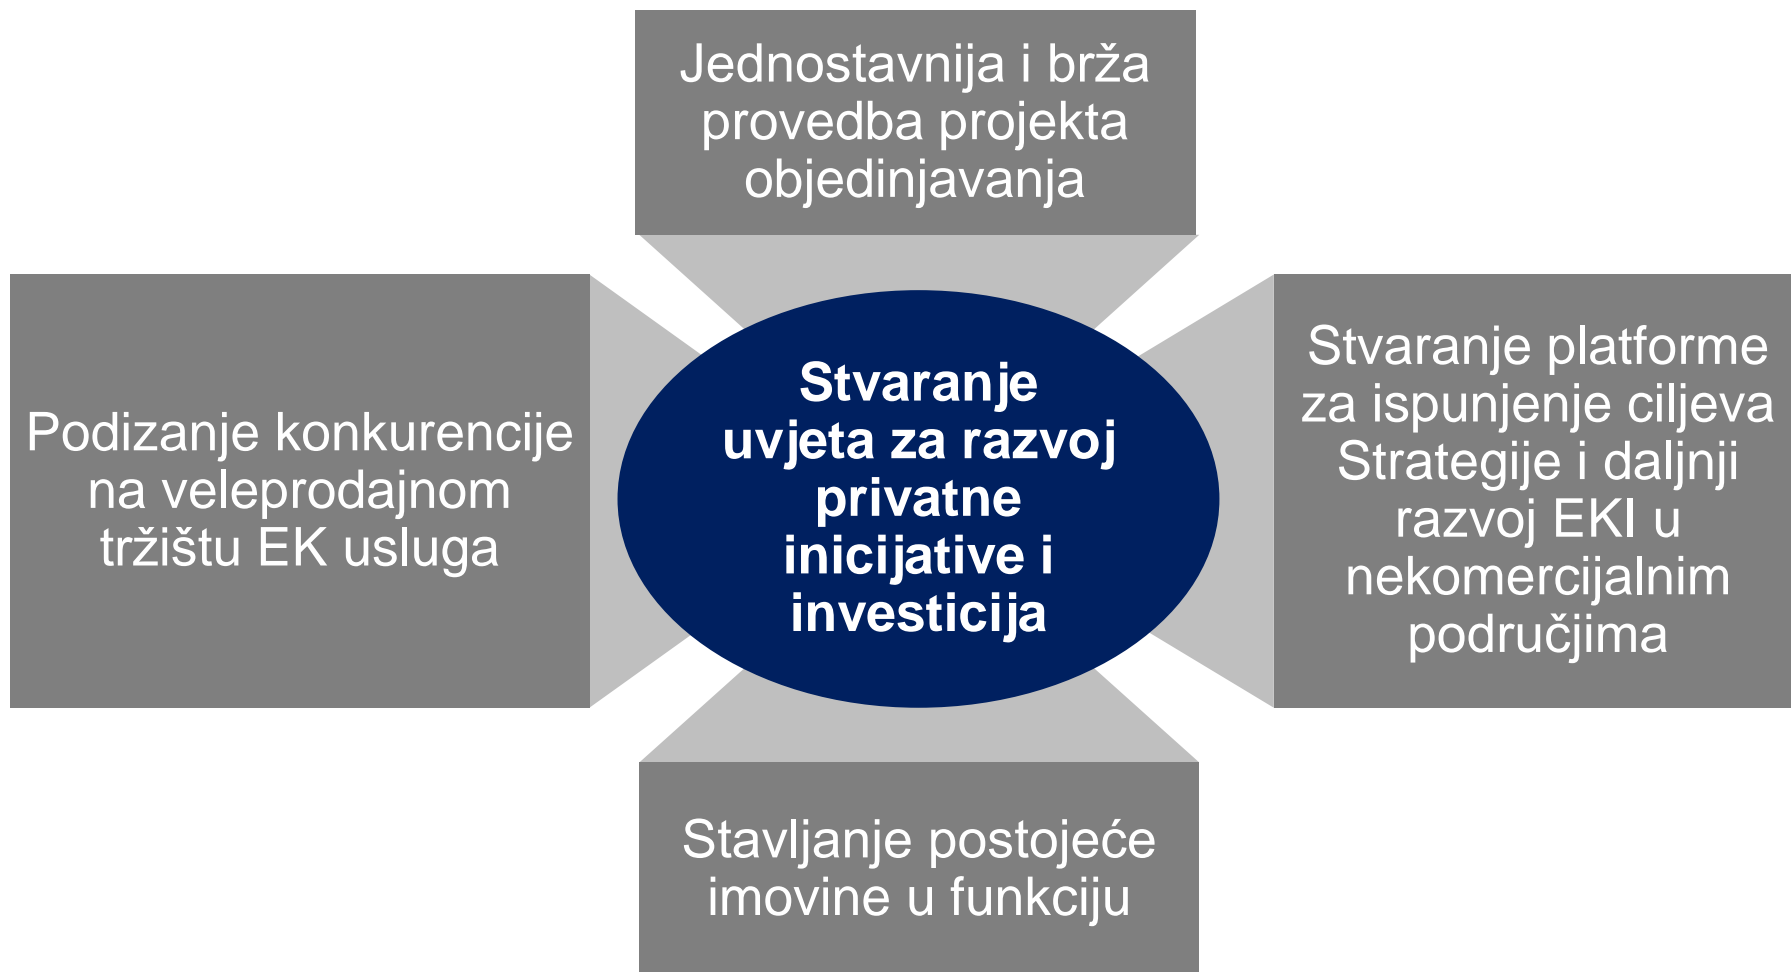 Jednostavnija i brža
provedba projekta
objedinjavanja
Podizanje konkurencije
na veleprodajnom
tržištu EK usluga
Stvaranje
uvjeta za razvoj
privatne
inicijative i
investicija
Stvaranje platforme
za ispunjenje ciljeva
Strategije i daljnji
razvoj EKI u
nekomercijalnim
područjima
Stavljanje postojeće
imovine u funkciju